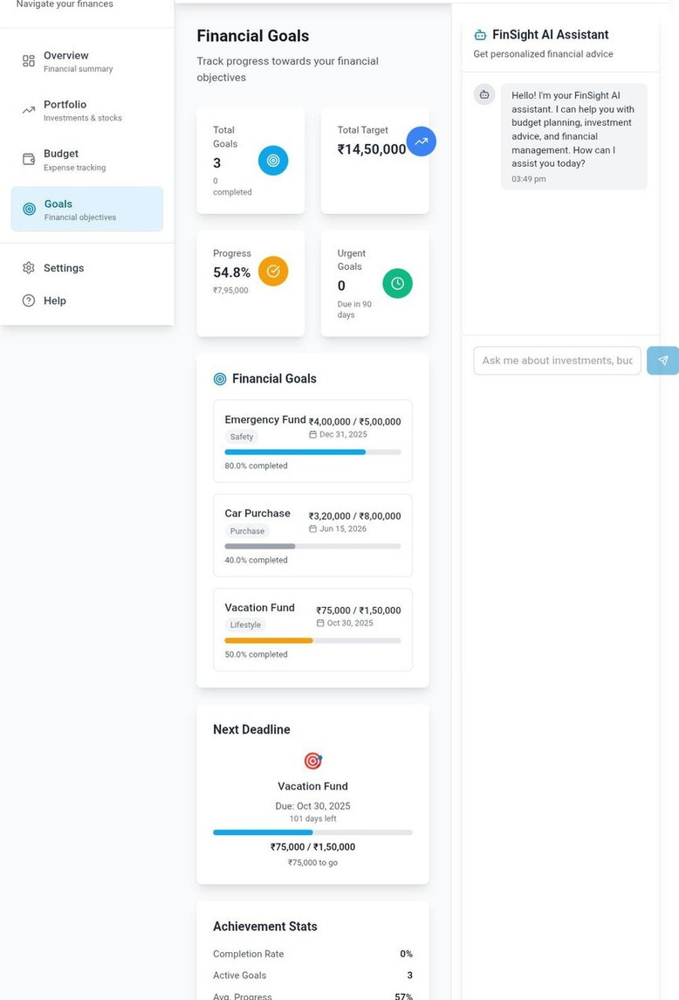 Navigate your finances
Overview
Financial summary
Portfolio
Investments & stocks
Budget
Expense tracking
Goals
Financial objectives
Settings
Help
Financial Goals
Track progress towards your financial
objectives
Total
Goals
3
0
completed
Total Target
₹14,50,000
Progress
54.8%
₹7,95,000
Urgent
Goals
0
Due in 90
days
Financial Goals
Emergency Fund
₹4,00,000 / ₹5,00,000
Safety
Dec 31, 2025
80.0% completed
Car Purchase
₹3,20,000 / ₹8,00,000
Purchase
Jun 15, 2026
40.0% completed
Vacation Fund
₹75,000 / ₹1,50,000
Lifestyle
Oct 30, 2025
50.0% completed
Next Deadline
Vacation Fund
Due: Oct 30, 2025
101 days left
₹75,000 / ₹1,50,000
₹75,000 to go
Achievement Stats
Completion Rate 0%
Active Goals 3
Avg. Progress 57%
FinSight AI Assistant
Get personalized financial advice
Hello! I'm your FinSight AI
assistant. I can help you with
budget planning, investment
advice, and financial
management. How can I
assist you today?
03:49 pm
Ask me about investments, buc